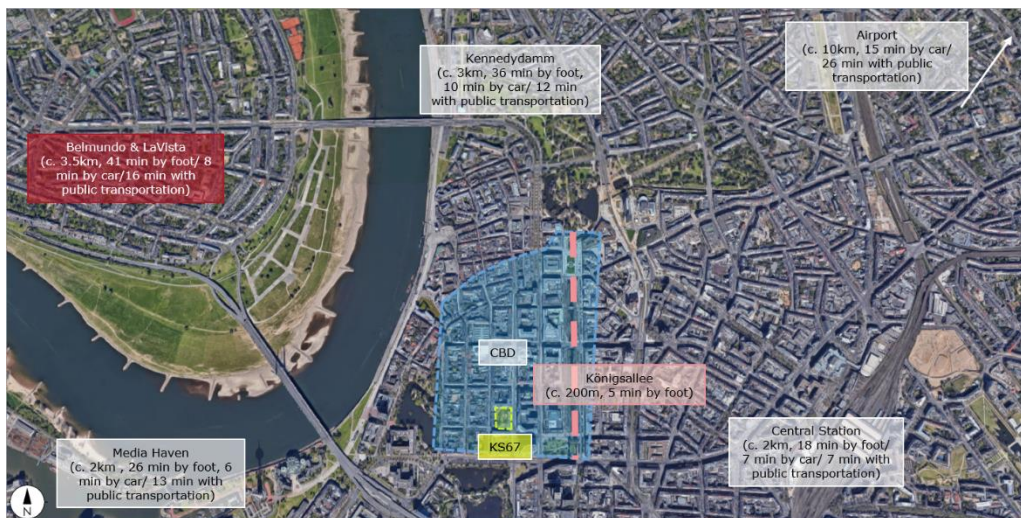 Airport
(c. 10km, 15 min by car/
26 min with public
transportation)
Kennedydamm
(c. 3km, 36 min by foot,
10 min by car/ 12 min
with public transportation)
Belmundo & LaVista
(c. 3.5km, 41 min by foot/ 8
min by car/16 min with
public transportation)
CBD
Königsallee
(c. 200m, 5 min by foot)
KS67
Central Station
(c. 2km, 18 min by foot/
7 min by car/ 7 min with
public transportation)
Media Haven
(c. 2km , 26 min by foot, 6
min by car/ 13 min with
public transportation)
N